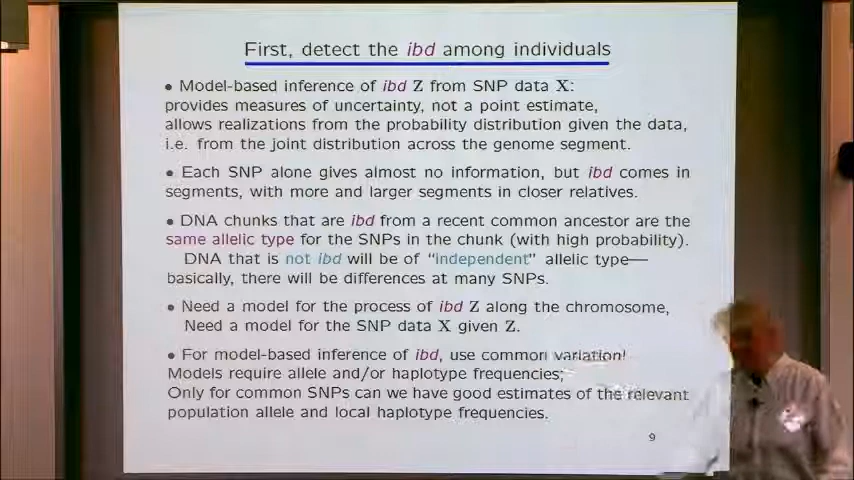 First, detect the ibd among individuals
• Model-based inference of ibd Z from SNP data X:
provides measures of uncertainty, not a point estimate,
allows realizations from the probability distribution given the data,
i.e. from the joint distribution across the genome segment.
• Each SNP alone gives almost no information, but ibd comes in
segments, with more and larger segments in closer relatives.
• DNA chunks that are ibd from a recent common ancestor are the
same allelic type for the SNPs in the chunk (with high probability).
DNA that is not ibd will be of "independent" allelic type—
basically, there will be differences at many SNPs.
• Need a model for the process of ibd Z along the chromosome,
Need a model for the SNP data X given Z.
• For model-based inference of ibd, use common variation!
Models require allele and/or haplotype frequencies;
Only for common SNPs can we have good estimates of the relevant
population allele and local haplotype frequencies.
9